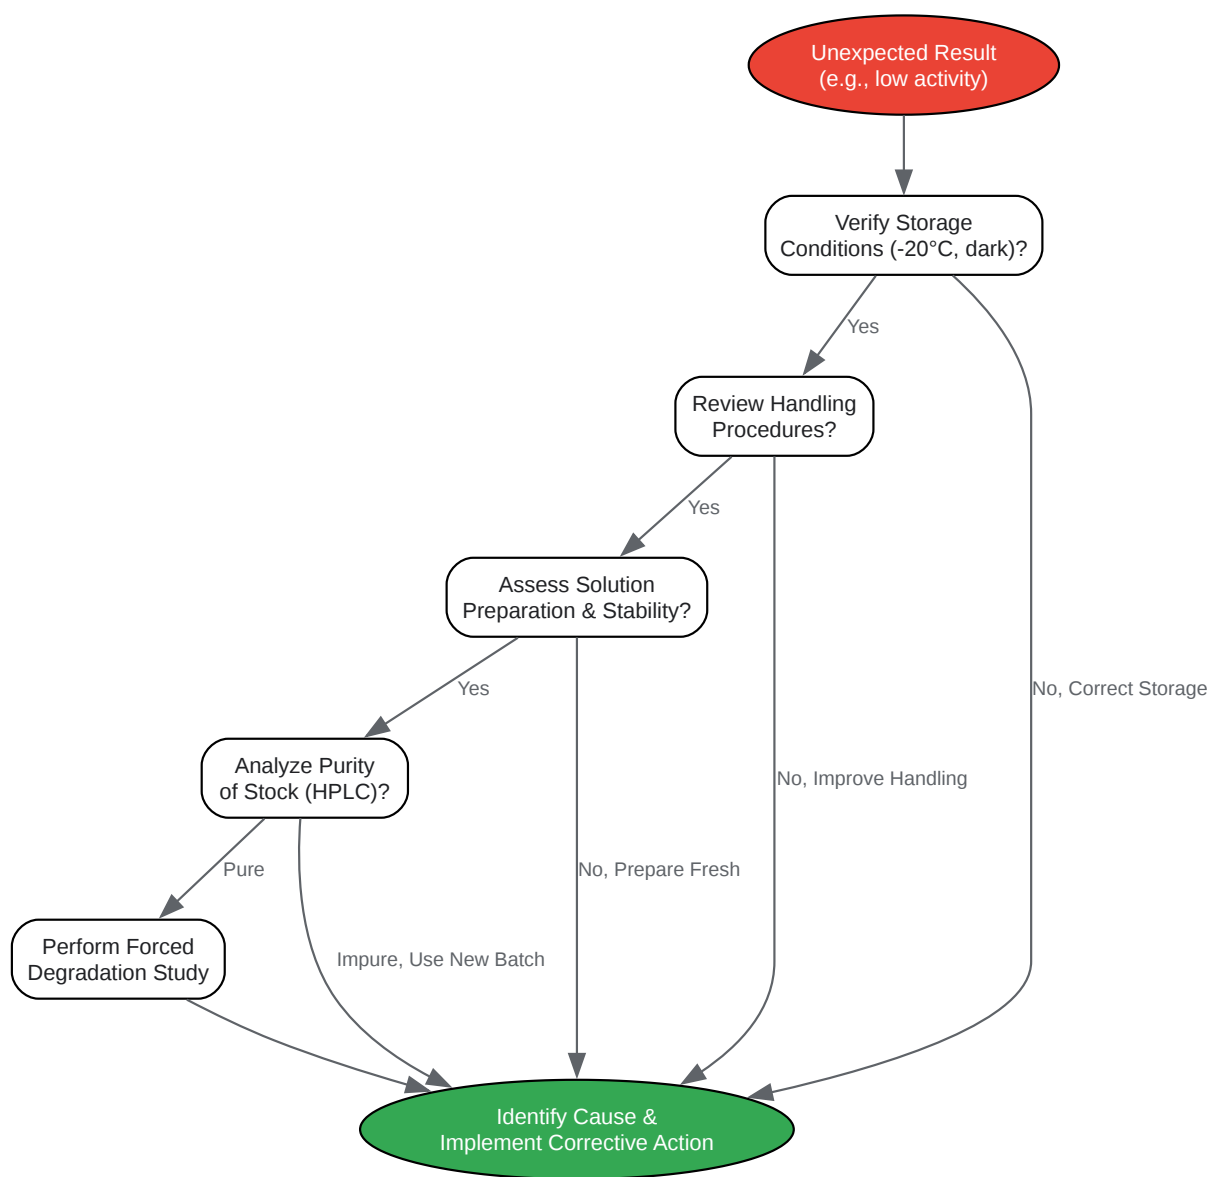 Unexpected Result
(e.g., low activity)
Verify Storage
Conditions (-20°C, dark)?
Yes
Review Handling
Procedures?
Yes
Assess Solution
Preparation & Stability?
Yes
No, Correct Storage
Analyze Purity
of Stock (HPLC)?
No, Improve Handling
Pure
No, Prepare Fresh
Perform Forced
Degradation Study
Impure, Use New Batch
Identify Cause &
Implement Corrective Action